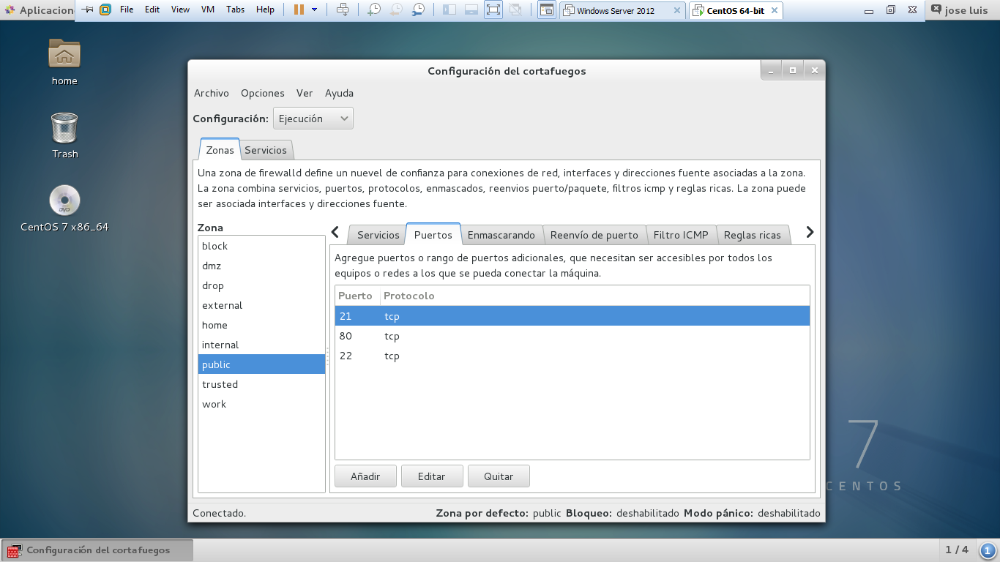 Aplicacion File Edit View VM Tabs Help Windows Server 2012 CentOS 64-bit jose luis
home
Trash
CentOS 7 x86_64
Configuración del cortafuegos
Archivo Opciones Ver Ayuda
Configuración: Ejecución
Zonas Servicios
Una zona de firewalld define un nuevel de confianza para conexiones de red, interfaces y direcciones fuente asociadas a la zona.
La zona combina servicios, puertos, protocolos, enmascados, reenvios puerto/paquete, filtros icmp y reglas ricas. La zona puede
ser asociada interfaces y direcciones fuente.
Zona
block
dmz
drop
external
home
internal
public
trusted
work
Servicios Puertos Enmascarando Reenvío de puerto Filtro ICMP Reglas ricas
Agregue puertos o rango de puertos adicionales, que necesitan ser accesibles por todos los
equipos o redes a los que se pueda conectar la máquina.
Puerto Protocolo
21 tcp
80 tcp
22 tcp
Añadir Editar Quitar
Conectado. Zona por defecto: public Bloqueo: deshabilitado Modo pánico: deshabilitado
7
CENTOS
Configuración del cortafuegos 1 / 4 1